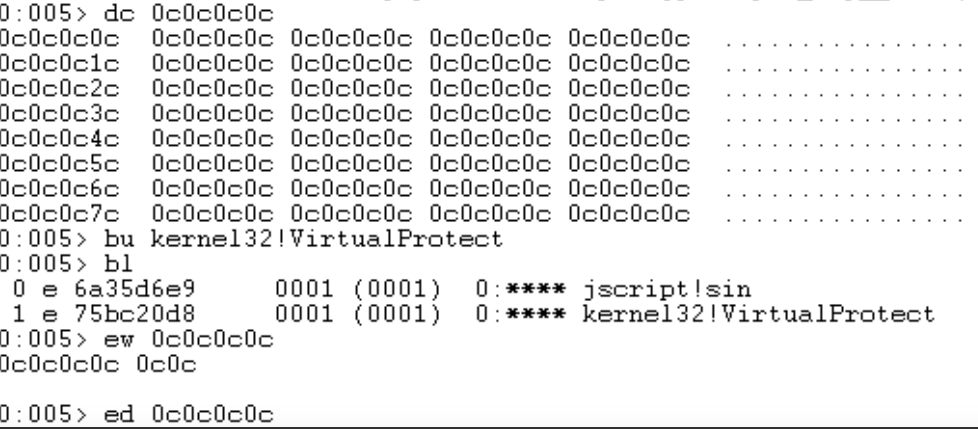 0:005> dc 0c0c0c0c
0c0c0c0c  0c0c0c0c 0c0c0c0c 0c0c0c0c 0c0c0c0c  ................
0c0c0c1c  0c0c0c0c 0c0c0c0c 0c0c0c0c 0c0c0c0c  ................
0c0c0c2c  0c0c0c0c 0c0c0c0c 0c0c0c0c 0c0c0c0c  ................
0c0c0c3c  0c0c0c0c 0c0c0c0c 0c0c0c0c 0c0c0c0c  ................
0c0c0c4c  0c0c0c0c 0c0c0c0c 0c0c0c0c 0c0c0c0c  ................
0c0c0c5c  0c0c0c0c 0c0c0c0c 0c0c0c0c 0c0c0c0c  ................
0c0c0c6c  0c0c0c0c 0c0c0c0c 0c0c0c0c 0c0c0c0c  ................
0c0c0c7c  0c0c0c0c 0c0c0c0c 0c0c0c0c 0c0c0c0c  ................
0:005> bu kernel32!VirtualProtect
0:005> bl
 0 e 6a35d6e9     0001 (0001)  0:**** jscript!sin
 1 e 75bc20d8     0001 (0001)  0:**** kernel32!VirtualProtect
0:005> ew 0c0c0c0c
0c0c0c0c 0c0c
0:005> ed 0c0c0c0c